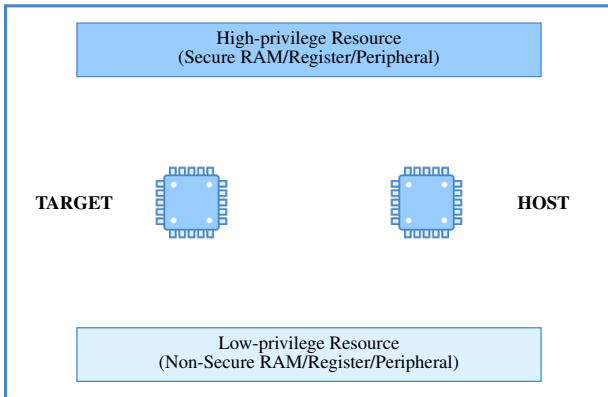 High-privilege Resource
(Secure RAM/Register/Peripheral)
TARGET
HOST
Low-privilege Resource
(Non-Secure RAM/Register/Peripheral)